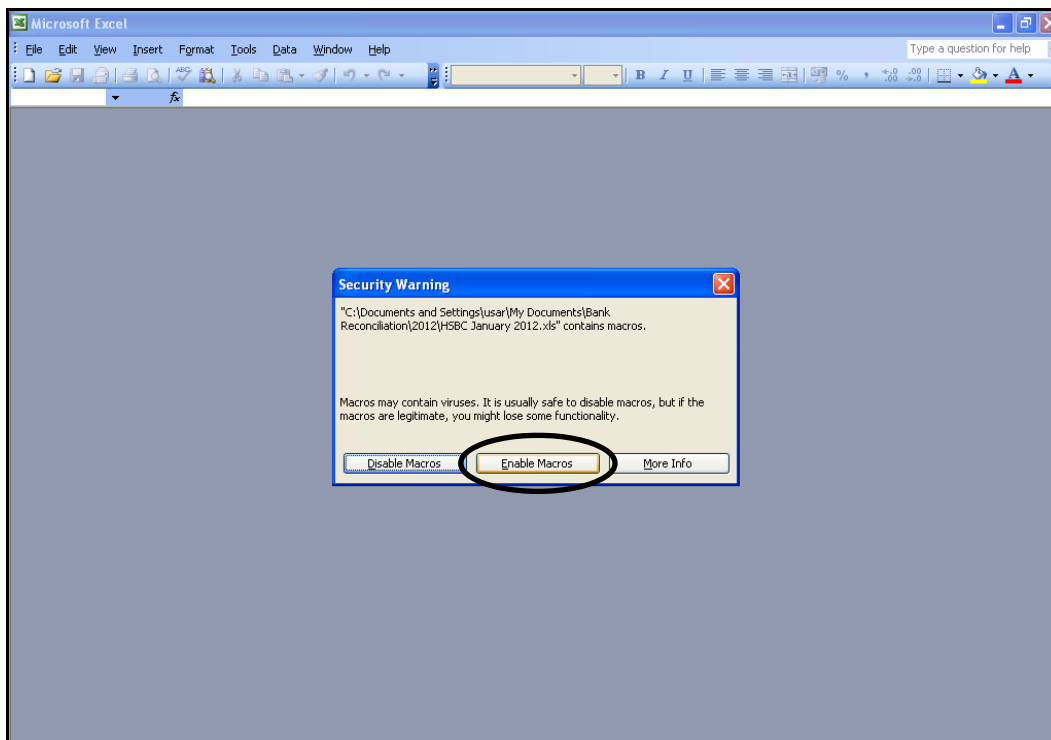 Microsoft Excel
File Edit View Insert Format Tools Data Window Help Type a question for help
B I U % , .00 .00 A
fx
Security Warning
"C:\Documents and Settings\usar\My Documents\Bank
Reconciliation\2012\HSBC January 2012.xls" contains macros.
Macros may contain viruses. It is usually safe to disable macros, but if the
macros are legitimate, you might lose some functionality.
Disable Macros Enable Macros More Info